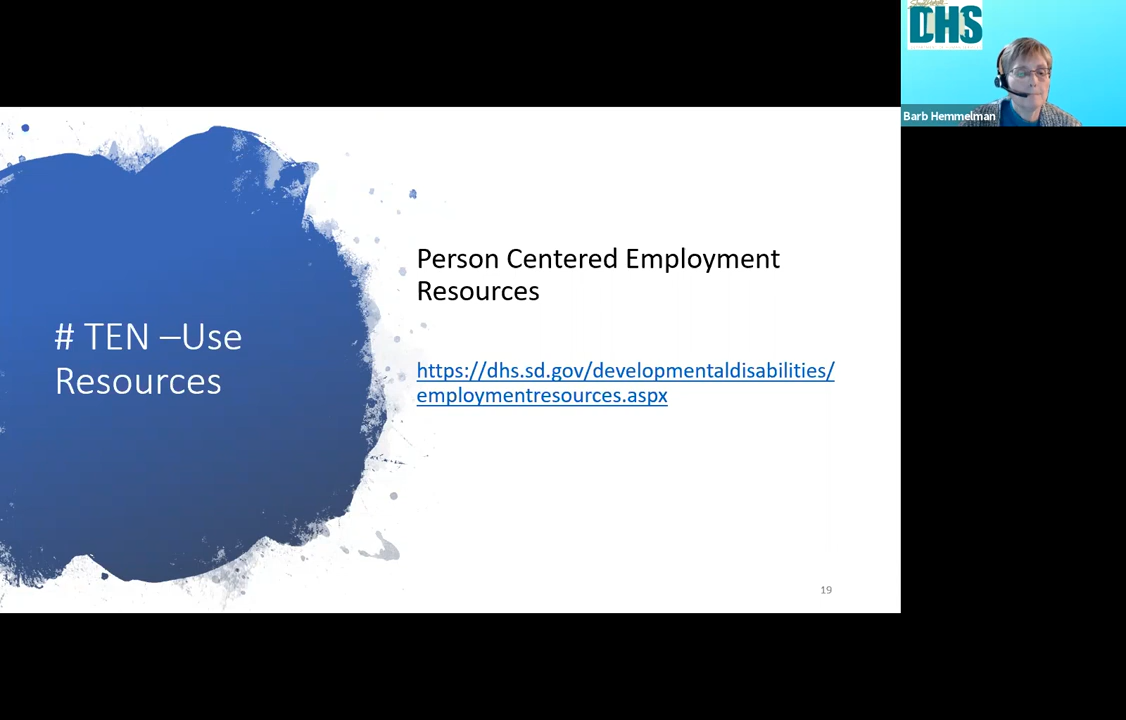 DHS
Barb Hemmelman
# TEN –Use
Resources
Person Centered Employment
Resources
https://dhs.sd.gov/developmentaldisabilities/
employmentresources.aspx
19